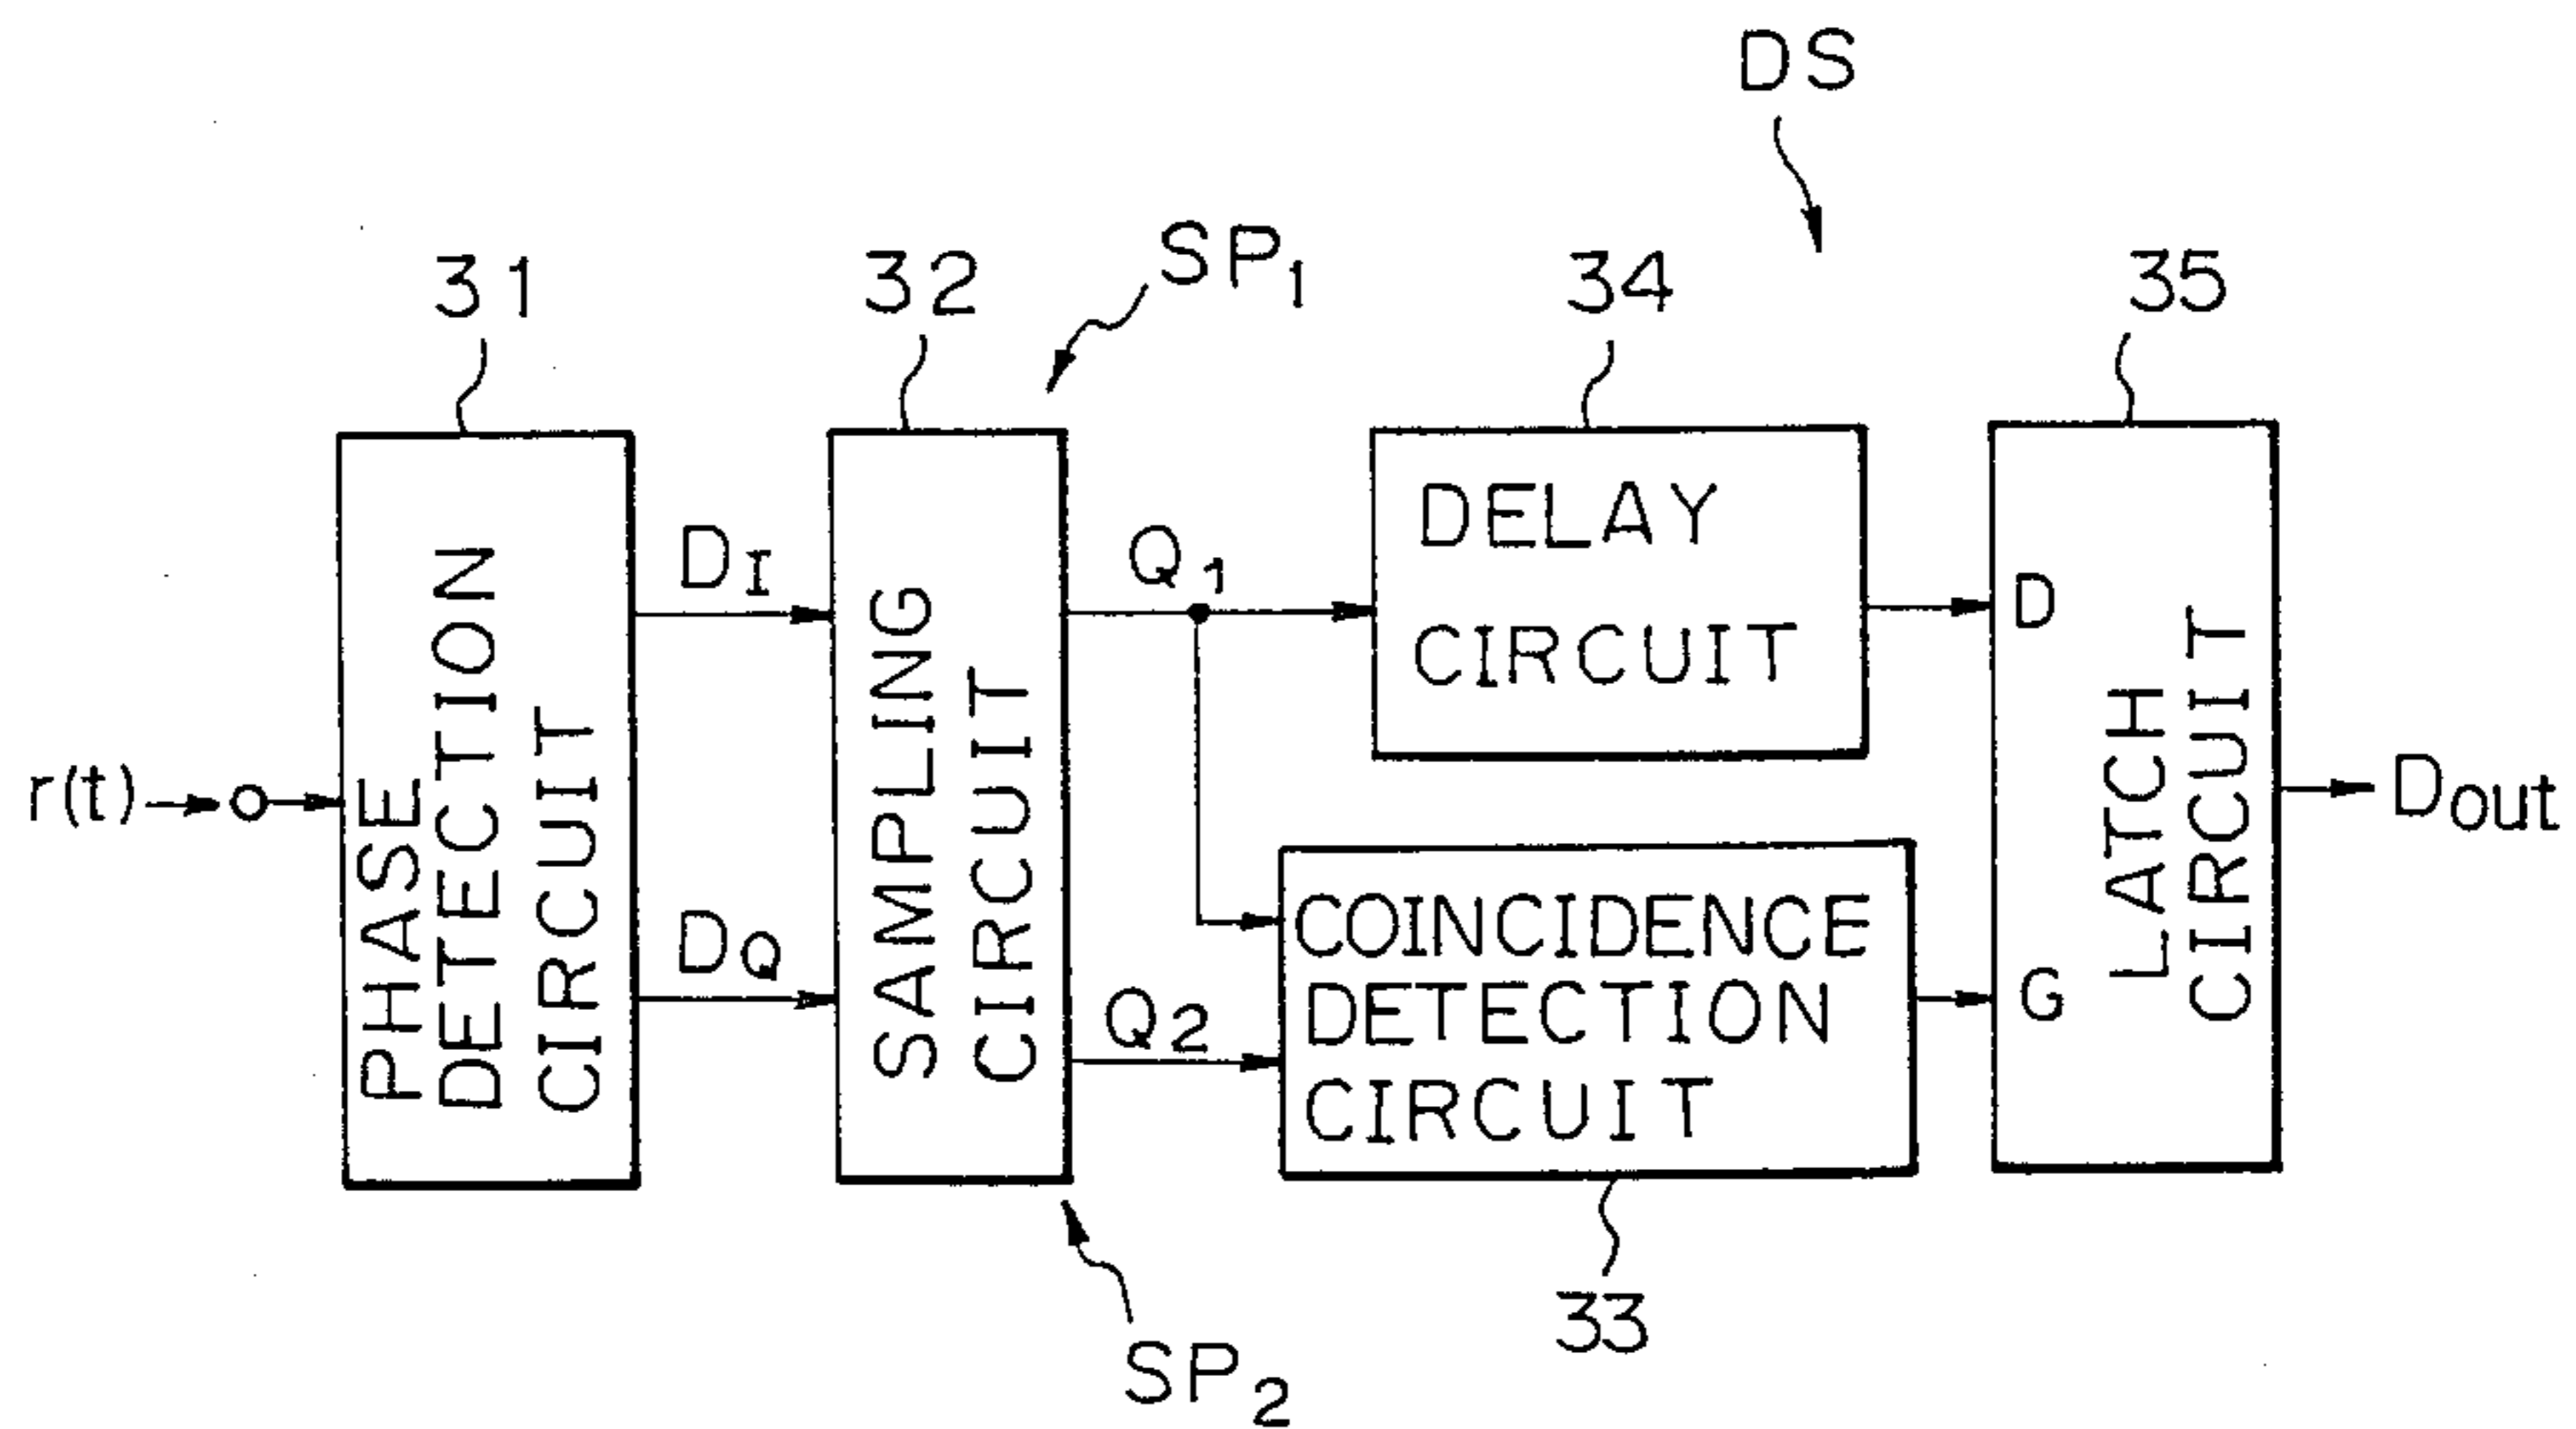 DS
SP1
31
32
34
35
PHASE
DETECTION
CIRCUIT
DI
DQ
SAMPLING
CIRCUIT
Q1
Q2
DELAY
CIRCUIT
COINCIDENCE
DETECTION
CIRCUIT
D
G
LATCH
CIRCUIT
r(t)
Dout
33
SP2